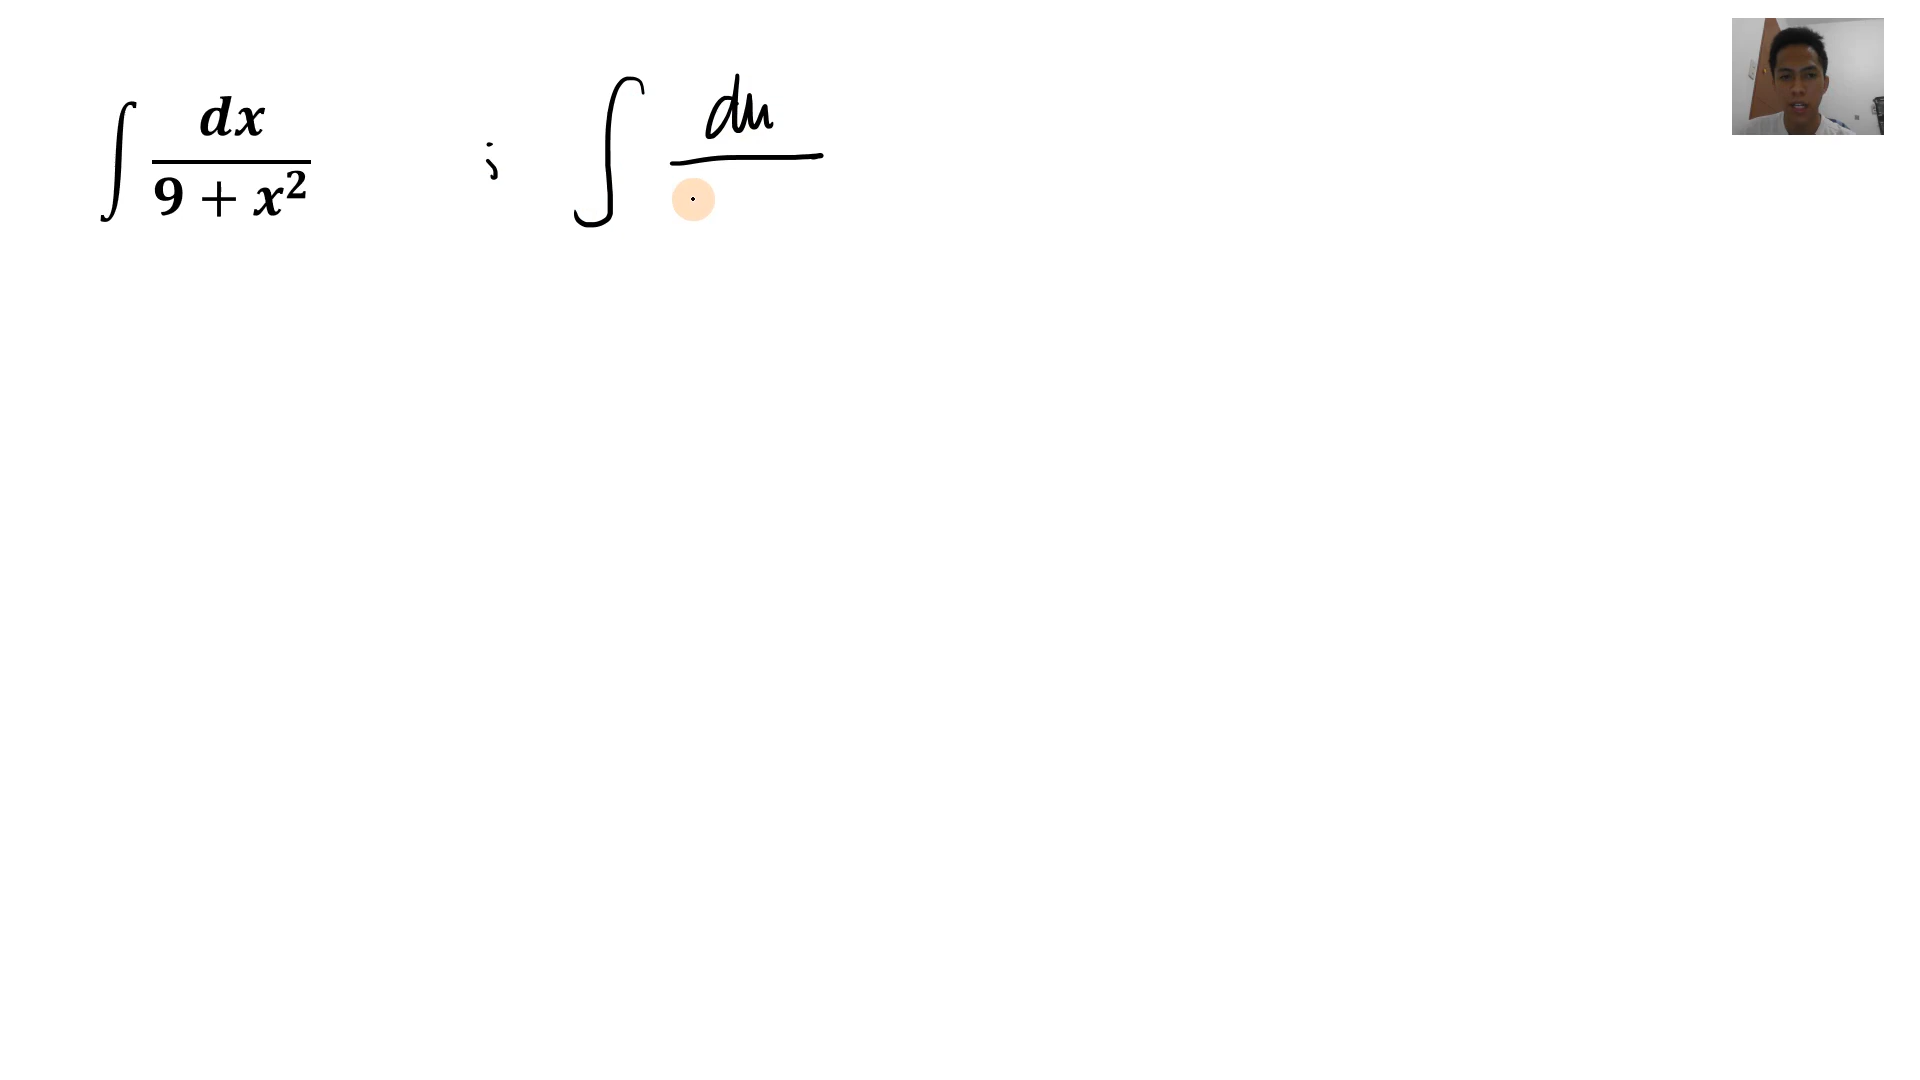 ∫ dx / (9 + x²) ; ∫ du /